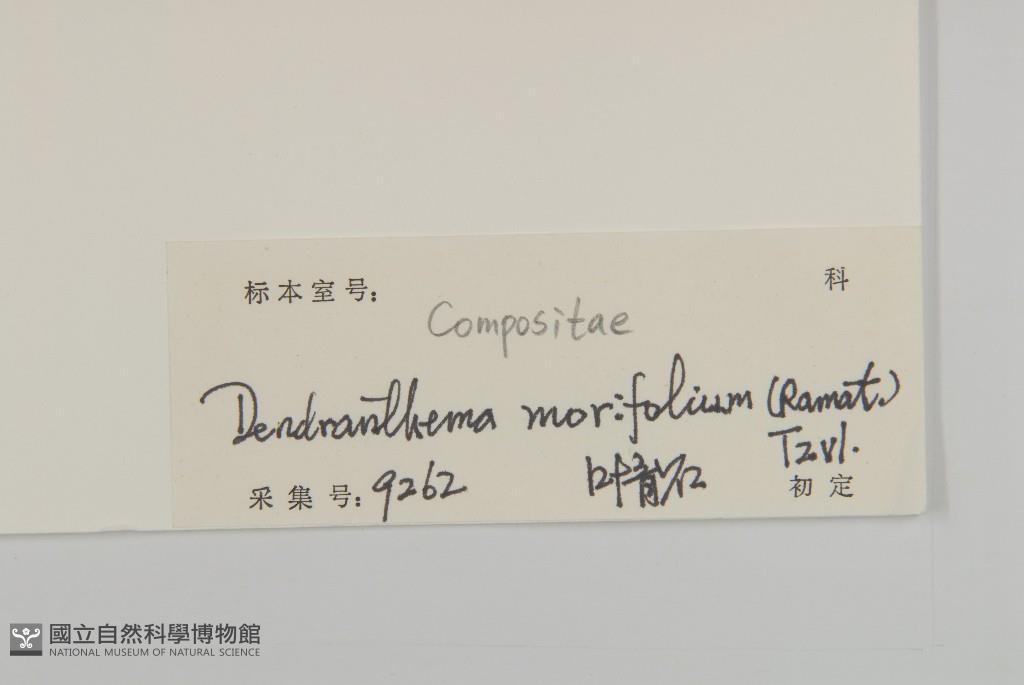 标本室号: 科
Compositae
Dendranthema morifolium (Ramat.)
Tzvl.
采集号: 9262 初定
國立自然科學博物館
NATIONAL MUSEUM OF NATURAL SCIENCE